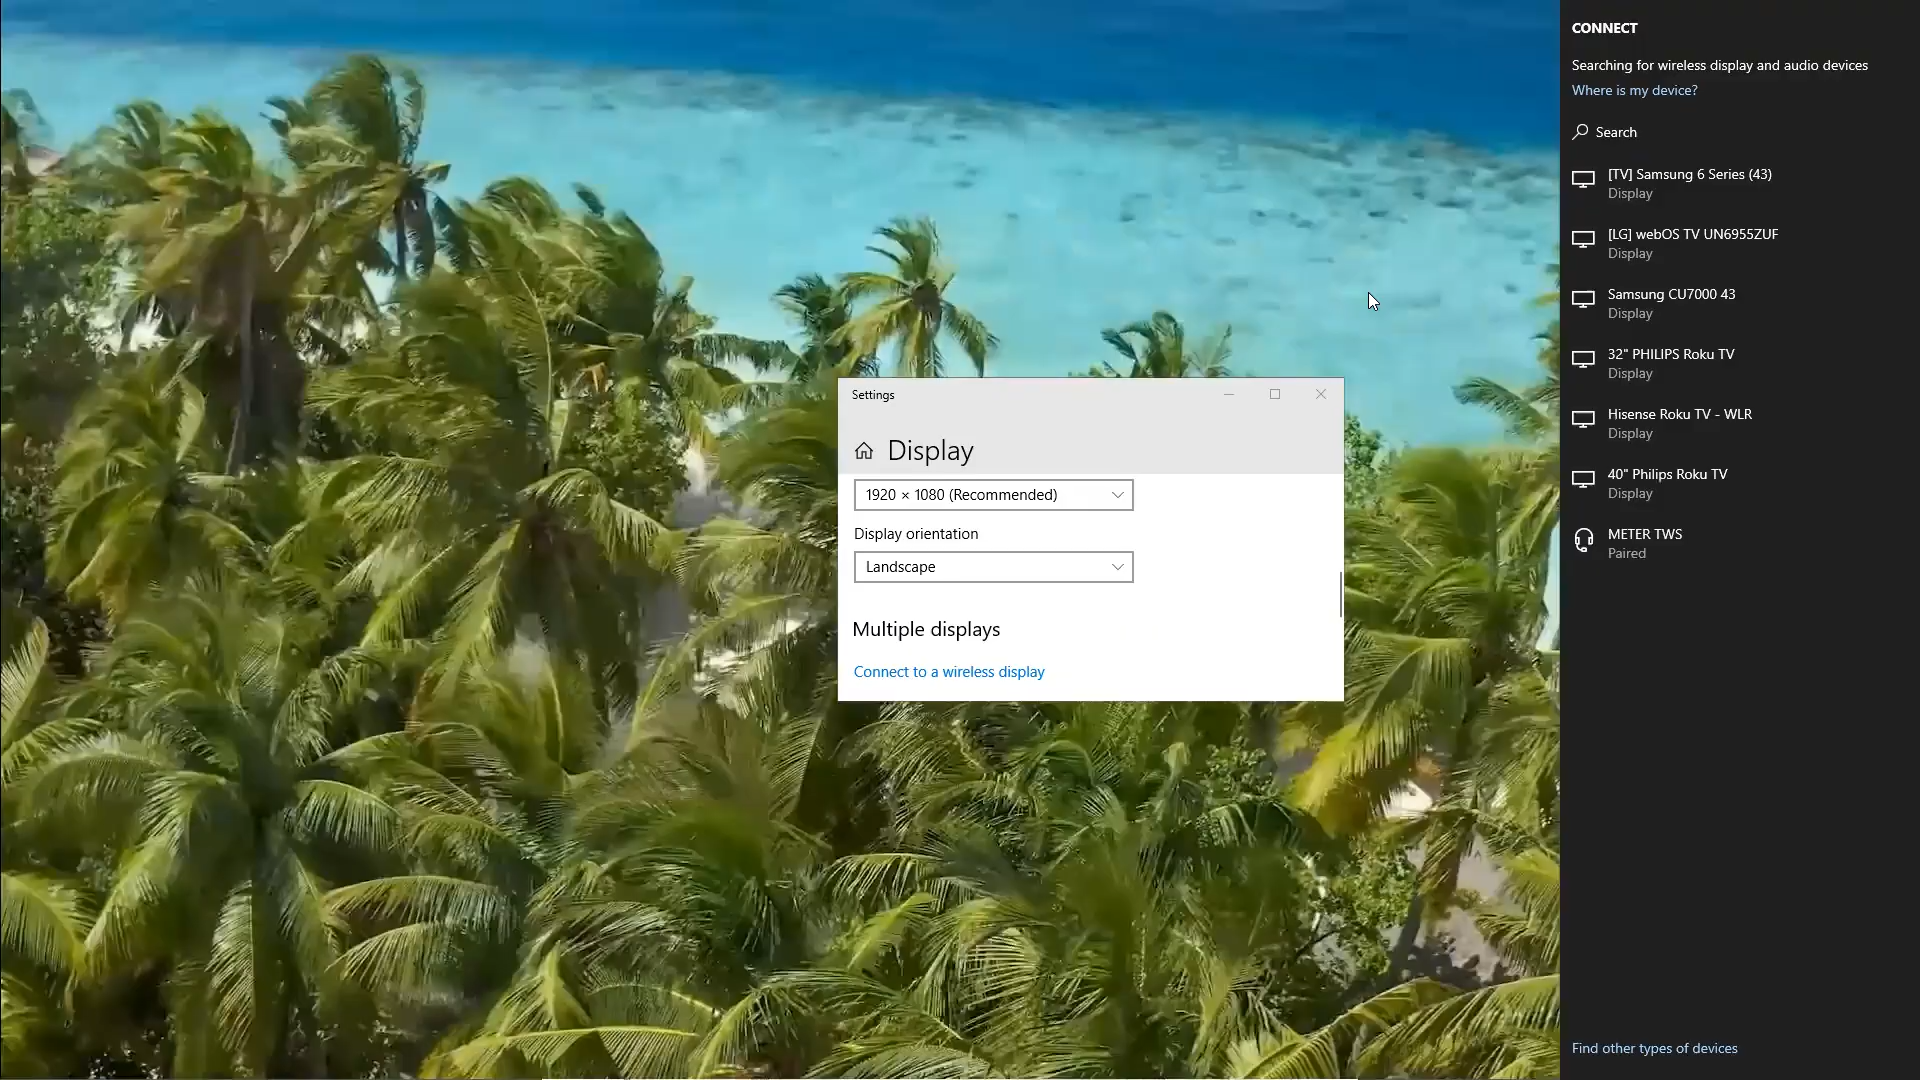 CONNECT
Searching for wireless display and audio devices
Where is my device?
Search
[TV] Samsung 6 Series (43)
Display
[LG] webOS TV UN6955ZUF
Display
Samsung CU7000 43
Display
32" PHILIPS Roku TV
Display
Hisense Roku TV - WLR
Display
40" Philips Roku TV
Display
METER TWS
Paired
Find other types of devices
Settings
Display
1920 × 1080 (Recommended)
Display orientation
Landscape
Multiple displays
Connect to a wireless display